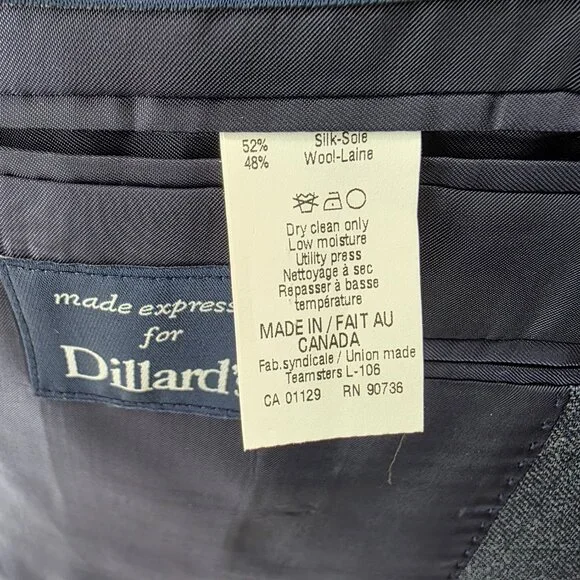 52% Silk-Soie
48% Wool-Laine
Dry clean only
Low moisture
Utility press
Nettoyage à sec
Repasser à basse
température
MADE IN / FAIT AU
CANADA
Fab.syndicale / Union made
Teamsters L-106
CA 01129 RN 90736
made express
for
Dillard's